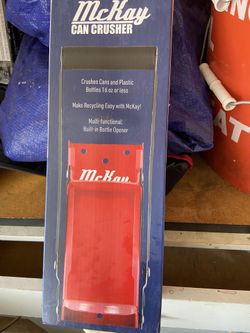 McKay
CAN CRUSHER
Crushes Cans and Plastic
Bottles 16 oz or less
Make Recycling Easy with McKay!
Multi-functional:
Built-in Bottle Opener
McKay